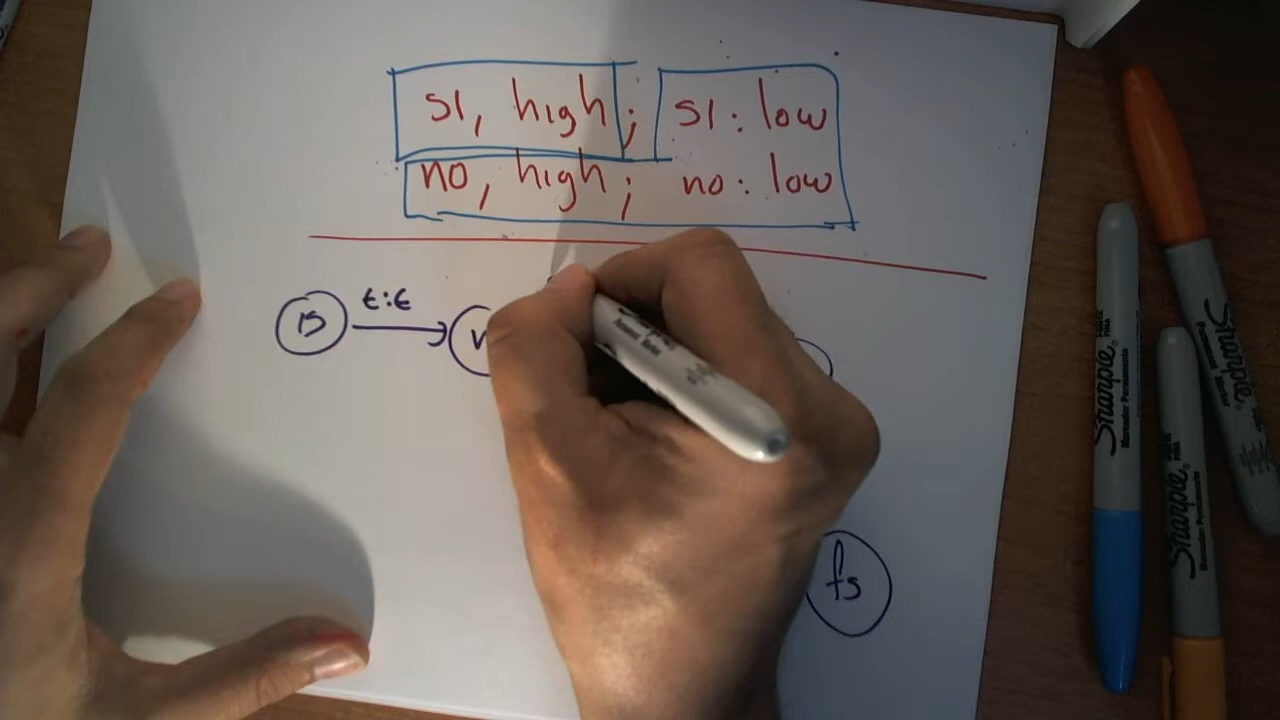 SI, high; SI: low
no, high; no: low
ε:ε
is
fs
Sharpie
Sharpie
Sharpie